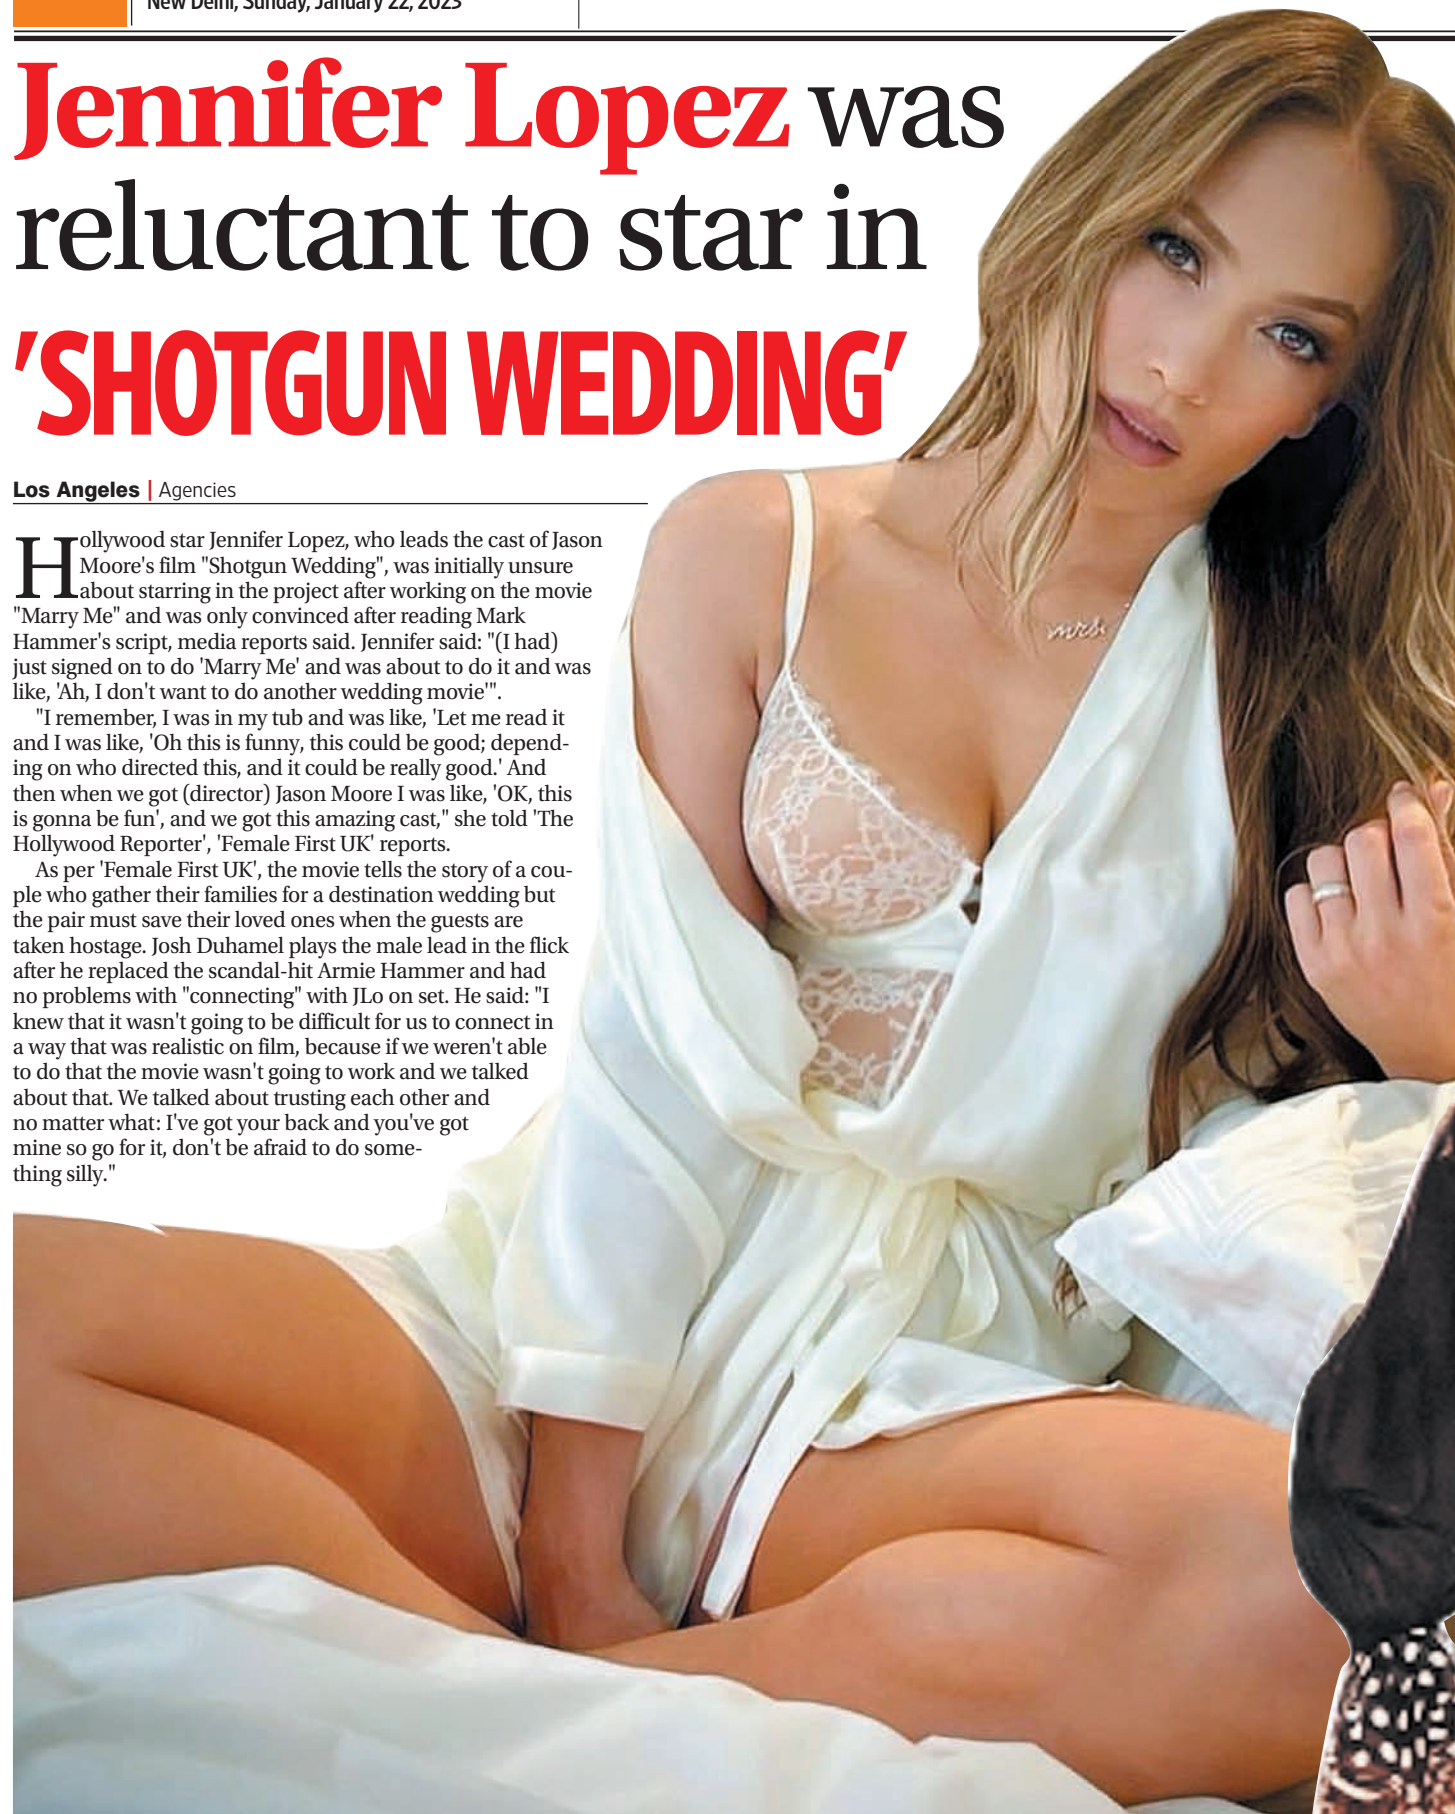 New Delhi, Sunday, January 22, 2023
Jennifer Lopez was
reluctant to star in
'SHOTGUN WEDDING'
Los Angeles | Agencies
Hollywood star Jennifer Lopez, who leads the cast of Jason
Moore's film "Shotgun Wedding", was initially unsure
about starring in the project after working on the movie
"Marry Me" and was only convinced after reading Mark
Hammer's script, media reports said. Jennifer said: "(I had)
just signed on to do 'Marry Me' and was about to do it and was
like, 'Ah, I don't want to do another wedding movie'".
"I remember, I was in my tub and was like, 'Let me read it
and I was like, 'Oh this is funny, this could be good; depend-
ing on who directed this, and it could be really good.' And
then when we got (director) Jason Moore I was like, 'OK, this
is gonna be fun', and we got this amazing cast," she told 'The
Hollywood Reporter', 'Female First UK' reports.
As per 'Female First UK', the movie tells the story of a cou-
ple who gather their families for a destination wedding but
the pair must save their loved ones when the guests are
taken hostage. Josh Duhamel plays the male lead in the flick
after he replaced the scandal-hit Armie Hammer and had
no problems with "connecting" with JLo on set. He said: "I
knew that it wasn't going to be difficult for us to connect in
a way that was realistic on film, because if we weren't able
to do that the movie wasn't going to work and we talked
about that. We talked about trusting each other and
no matter what: I've got your back and you've got
mine so go for it, don't be afraid to do some-
thing silly."
mrs.